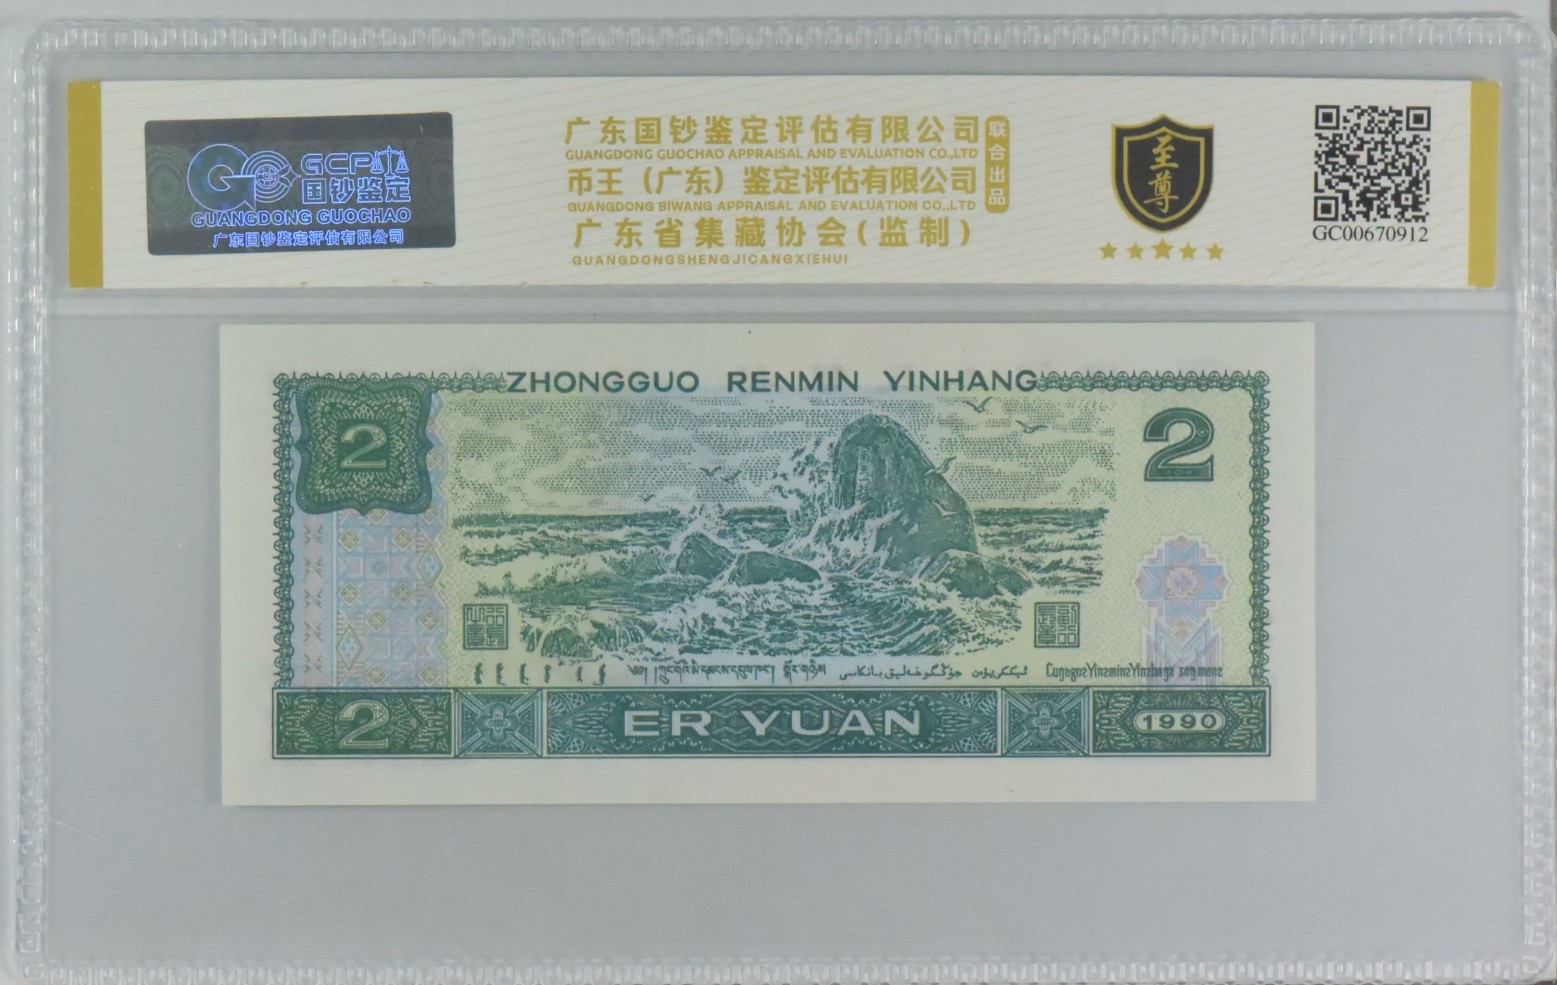 GCP
国钞鉴定
GUANGDONG GUOCHAO
广东国钞鉴定评估有限公司
广东国钞鉴定评估有限公司
GUANGDONG GUOCHAO APPRAISAL AND EVALUATION CO.,LTD
币王（广东）鉴定评估有限公司
GUANGDONG BIWANG APPRAISAL AND EVALUATION CO.,LTD
广东省集藏协会(监制)
GUANGDONGSHENGJICANGXIEHUI
联合出品
至尊
GC00670912
ZHONGGUO RENMIN YINHANG
2
2
2
ER YUAN
1990